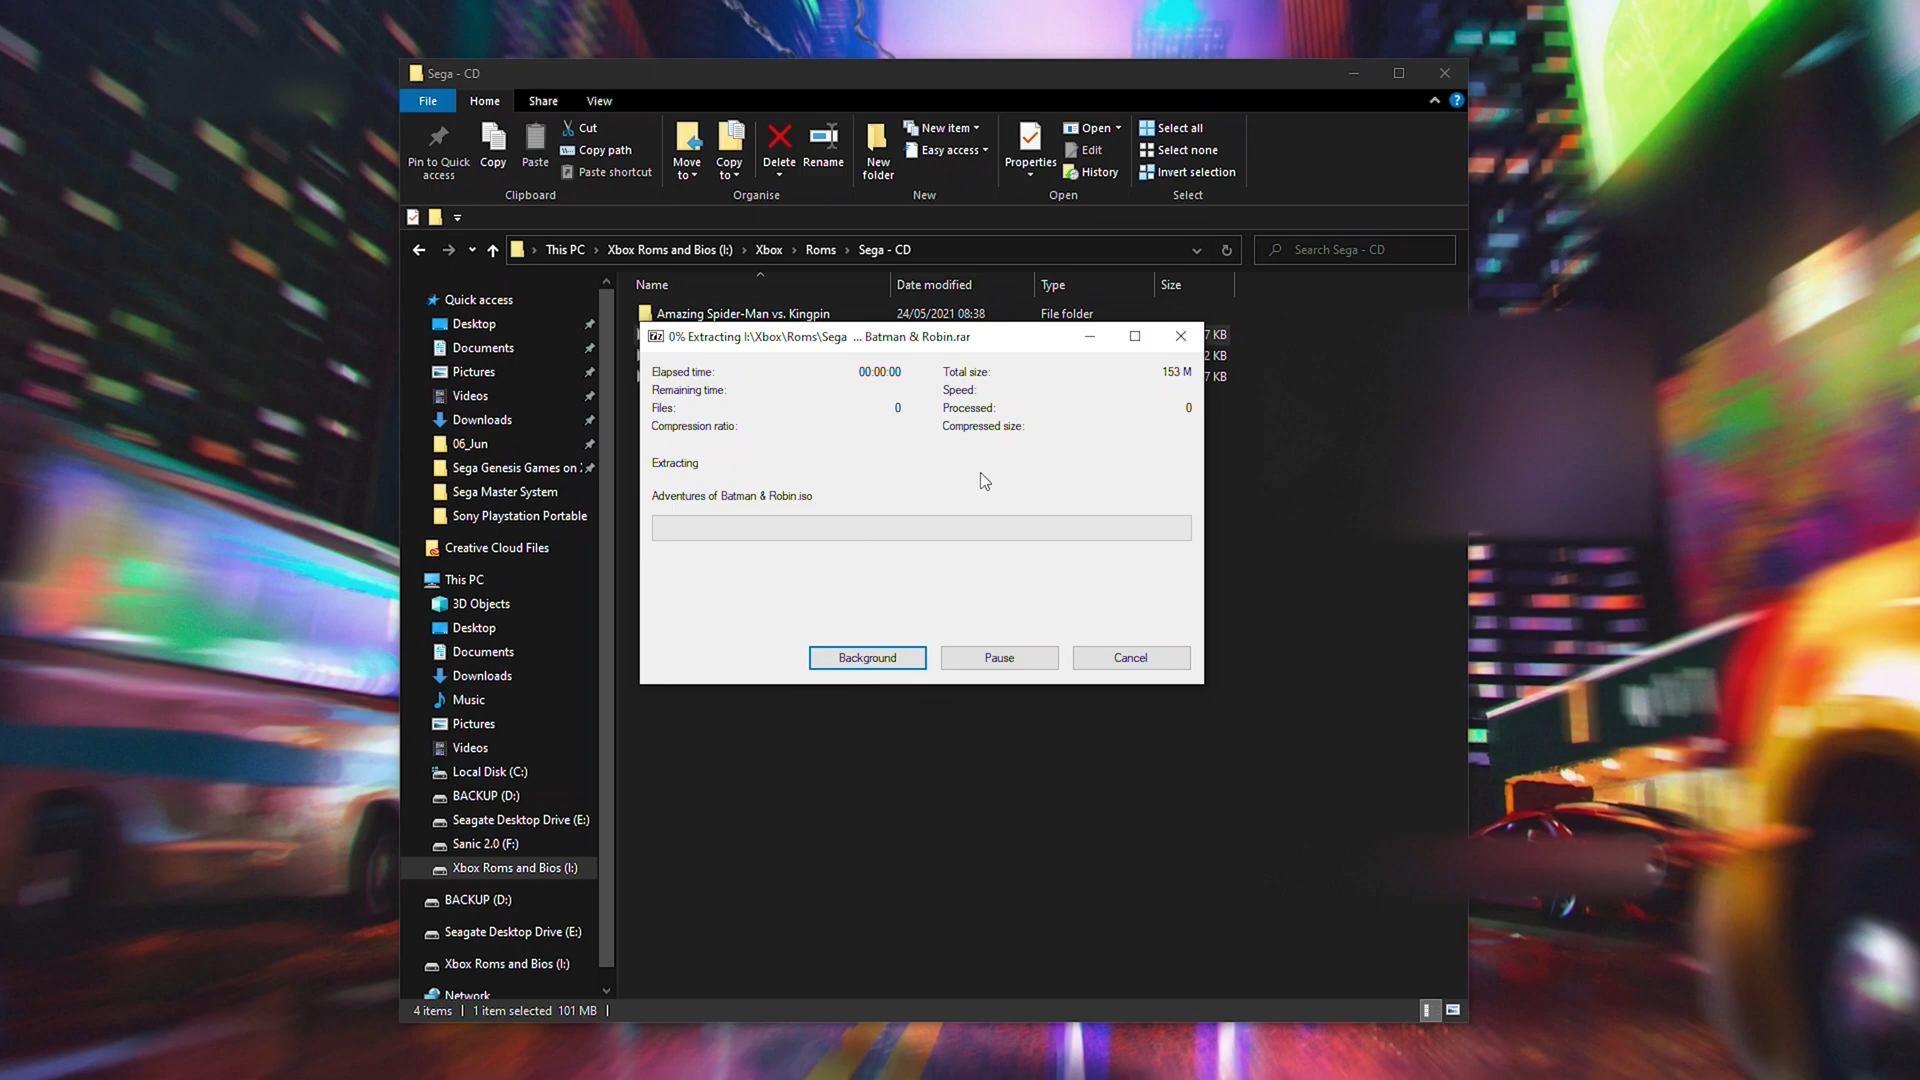 Sega - CD
File Home Share View
Pin to Quick access
Copy
Paste
Cut
Copy path
Paste shortcut
Clipboard
Move to
Copy to
Delete
Rename
Organise
New folder
New item
Easy access
New
Properties
Open
Edit
History
Open
Select all
Select none
Invert selection
Select
This PC > Xbox Roms and Bios (I:) > Xbox > Roms > Sega - CD
Search Sega - CD
Name Date modified Type Size
Amazing Spider-Man vs. Kingpin 24/05/2021 08:38 File folder
7 KB
2 KB
7 KB
Quick access
Desktop
Documents
Pictures
Videos
Downloads
06_Jun
Sega Genesis Games on
Sega Master System
Sony Playstation Portable
Creative Cloud Files
This PC
3D Objects
Desktop
Documents
Downloads
Music
Pictures
Videos
Local Disk (C:)
BACKUP (D:)
Seagate Desktop Drive (E:)
Sanic 2.0 (F:)
Xbox Roms and Bios (I:)
BACKUP (D:)
Seagate Desktop Drive (E:)
Xbox Roms and Bios (I:)
Network
7z 0% Extracting I:\Xbox\Roms\Sega ... Batman & Robin.rar
Elapsed time: 00:00:00 Total size: 153 M
Remaining time: Speed:
Files: 0 Processed: 0
Compression ratio: Compressed size:
Extracting
Adventures of Batman & Robin.iso
Background Pause Cancel
4 items | 1 item selected 101 MB |